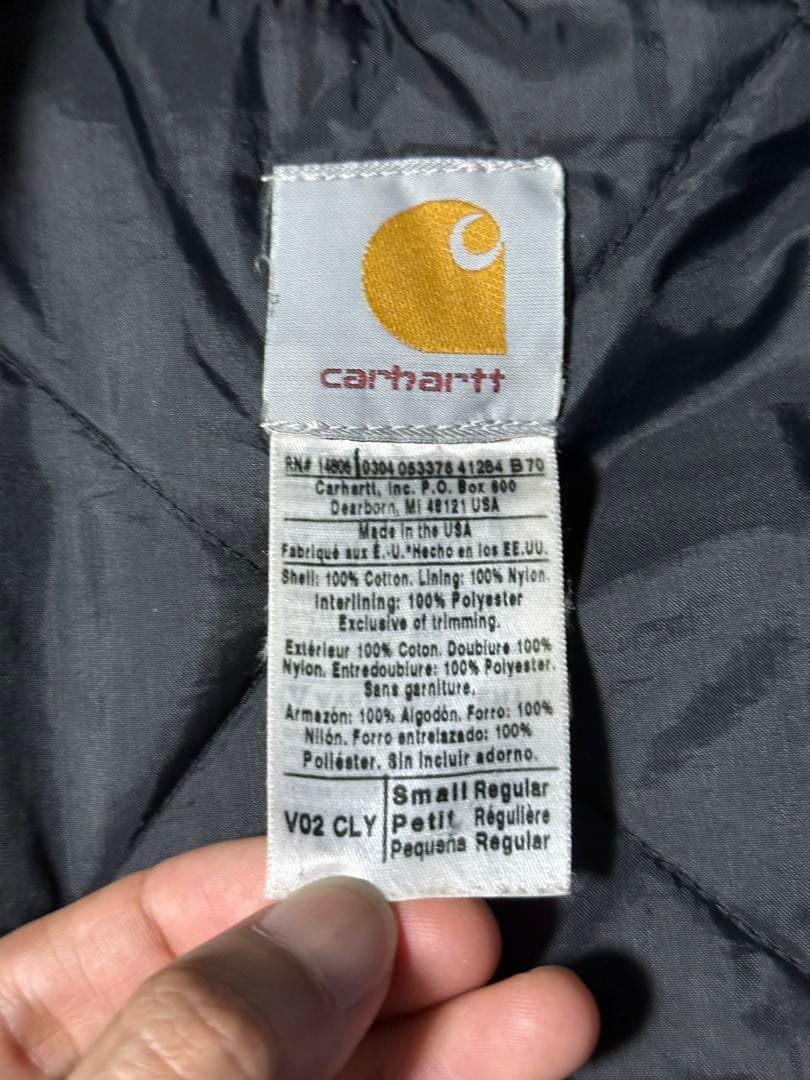 carhartt
RN# 14806 0304 053376 41284 B70
Carhartt, Inc. P.O. Box 600
Dearborn, MI 48121 USA
Made in the USA
Fabriqué aux É.-U.*Hecho en los EE.UU.
Shell: 100% Cotton. Lining: 100% Nylon.
Interlining: 100% Polyester
Exclusive of trimming.
Extérieur 100% Coton. Doublure 100%
Nylon. Entredoublure: 100% Polyester.
Sans garniture.
Armazón: 100% Algodón. Forro: 100%
Nilón. Forro entrelazado: 100%
Poliéster. Sin incluir adorno.
V02 CLY
Small Regular
Petit Régulière
Pequeña Regular